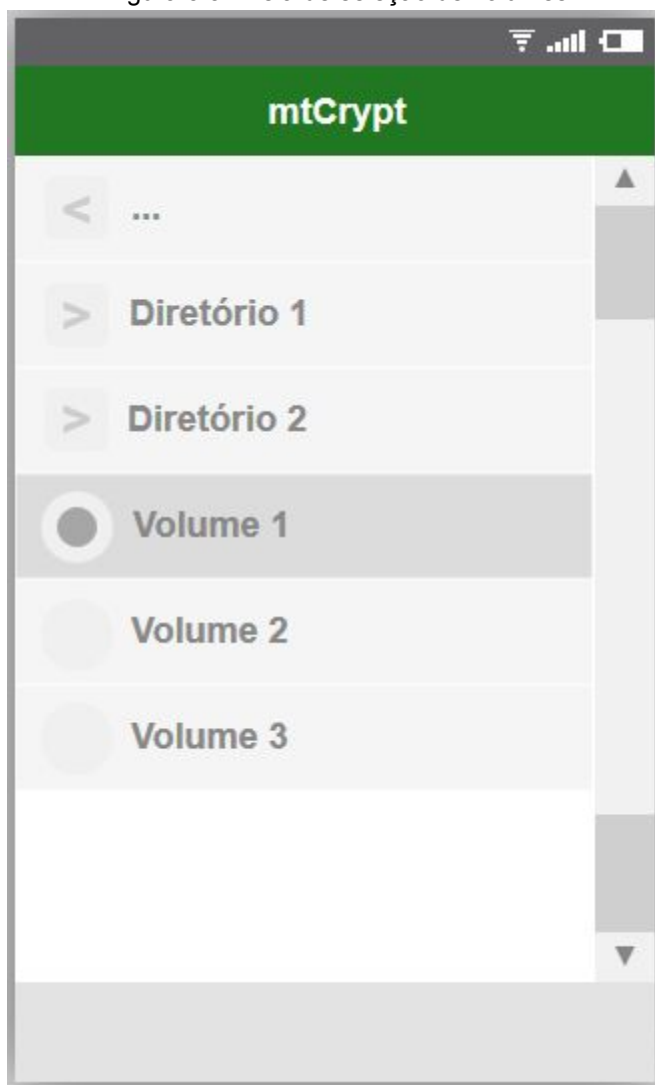 mtCrypt
< ...
> Diretório 1
> Diretório 2
Volume 1
Volume 2
Volume 3